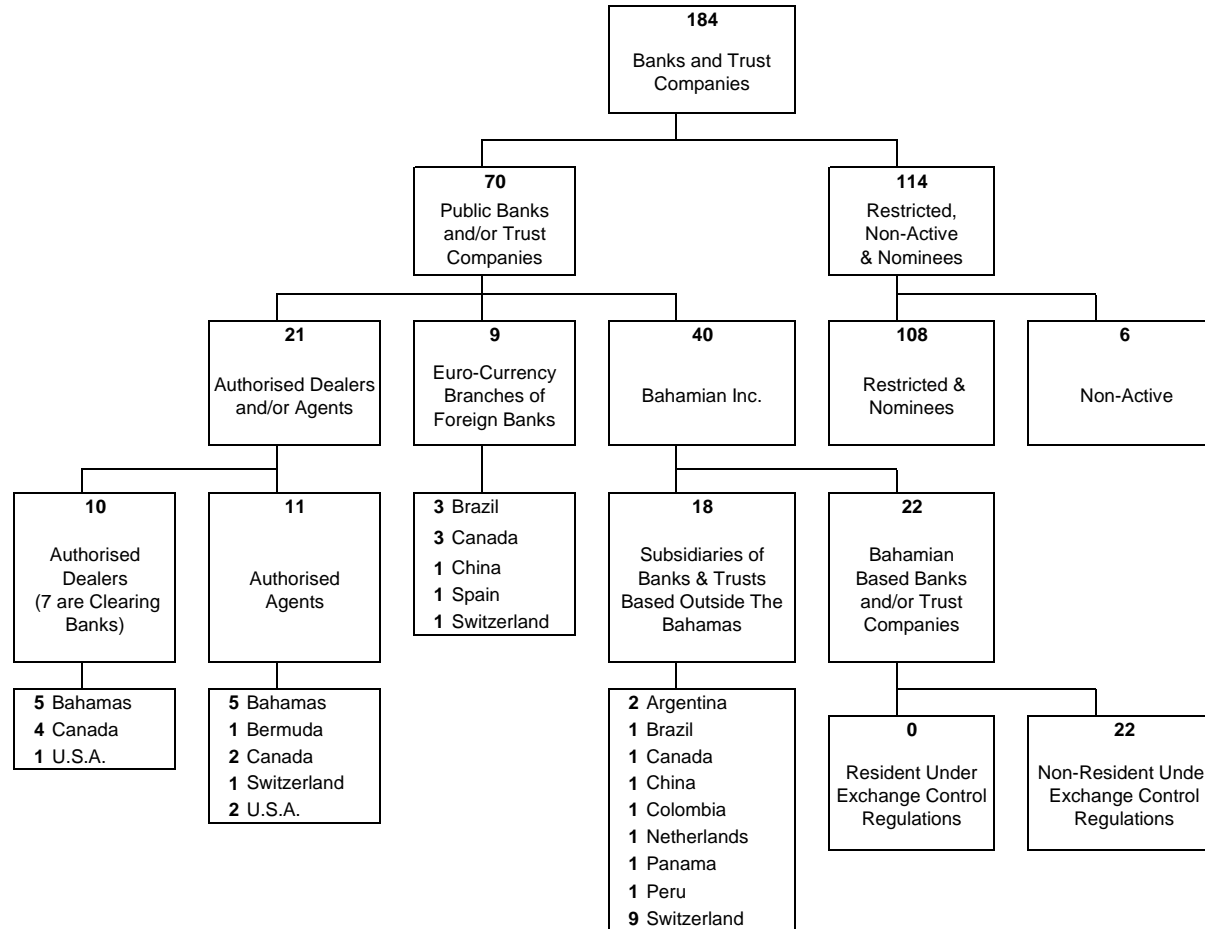 184
Banks and Trust
Companies
70
Public Banks
and/or Trust
Companies
114
Restricted,
Non-Active
& Nominees
21
Authorised Dealers
and/or Agents
9
Euro-Currency
Branches of
Foreign Banks
40
Bahamian Inc.
108
Restricted &
Nominees
6
Non-Active
10
Authorised
Dealers
(7 are Clearing
Banks)
11
Authorised
Agents
3 Brazil
3 Canada
1 China
1 Spain
1 Switzerland
18
Subsidiaries of
Banks & Trusts
Based Outside The
Bahamas
22
Bahamian
Based Banks
and/or Trust
Companies
5 Bahamas
4 Canada
1 U.S.A.
5 Bahamas
1 Bermuda
2 Canada
1 Switzerland
2 U.S.A.
2 Argentina
1 Brazil
1 Canada
1 China
1 Colombia
1 Netherlands
1 Panama
1 Peru
9 Switzerland
0
Resident Under
Exchange Control
Regulations
22
Non-Resident Under
Exchange Control
Regulations